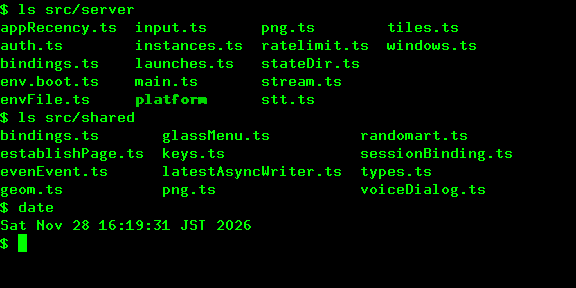 $ ls src/server
appRecency.ts  input.ts       png.ts         tiles.ts
auth.ts        instances.ts   ratelimit.ts   windows.ts
bindings.ts    launches.ts    stateDir.ts
env.boot.ts    main.ts        stream.ts
envFile.ts     platform       stt.ts
$ ls src/shared
bindings.ts       glassMenu.ts          randomart.ts
establishPage.ts  keys.ts               sessionBinding.ts
evenEvent.ts      latestAsyncWriter.ts  types.ts
geom.ts           png.ts                voiceDialog.ts
$ date
Sat Nov 28 16:19:31 JST 2026
$